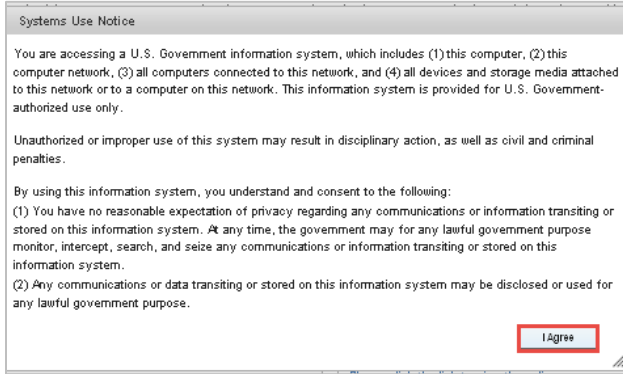 Systems Use Notice
You are accessing a U.S. Government information system, which includes (1) this computer, (2) this
computer network, (3) all computers connected to this network, and (4) all devices and storage media attached
to this network or to a computer on this network. This information system is provided for U.S. Government-
authorized use only.
Unauthorized or improper use of this system may result in disciplinary action, as well as civil and criminal
penalties.
By using this information system, you understand and consent to the following:
(1) You have no reasonable expectation of privacy regarding any communications or information transiting or
stored on this information system. At any time, the government may for any lawful government purpose
monitor, intercept, search, and seize any communications or information transiting or stored on this
information system.
(2) Any communications or data transiting or stored on this information system may be disclosed or used for
any lawful government purpose.
I Agree